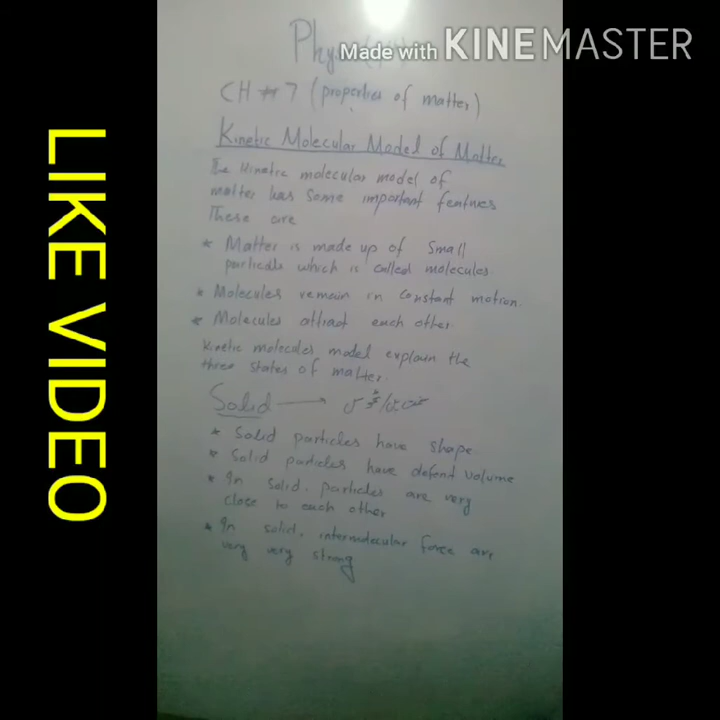 Made with KINEMASTER
LIKE VIDEO
CH # 7 (properties of matter)
Kinetic Molecular Model of Matter
The Kinetic molecular model of
matter has some important featues
These are
* Matter is made up of Small
which is called molecules.
* Molecules remain in constant motion.
* Molecules attract each other.
Kinetic molecules model explain the
three states of matter.
Solid
* Solid particles have shape
* Solid particles have volume
* In solid, particles are very
close to each other
* In solid, intermolecular force are
very very strong